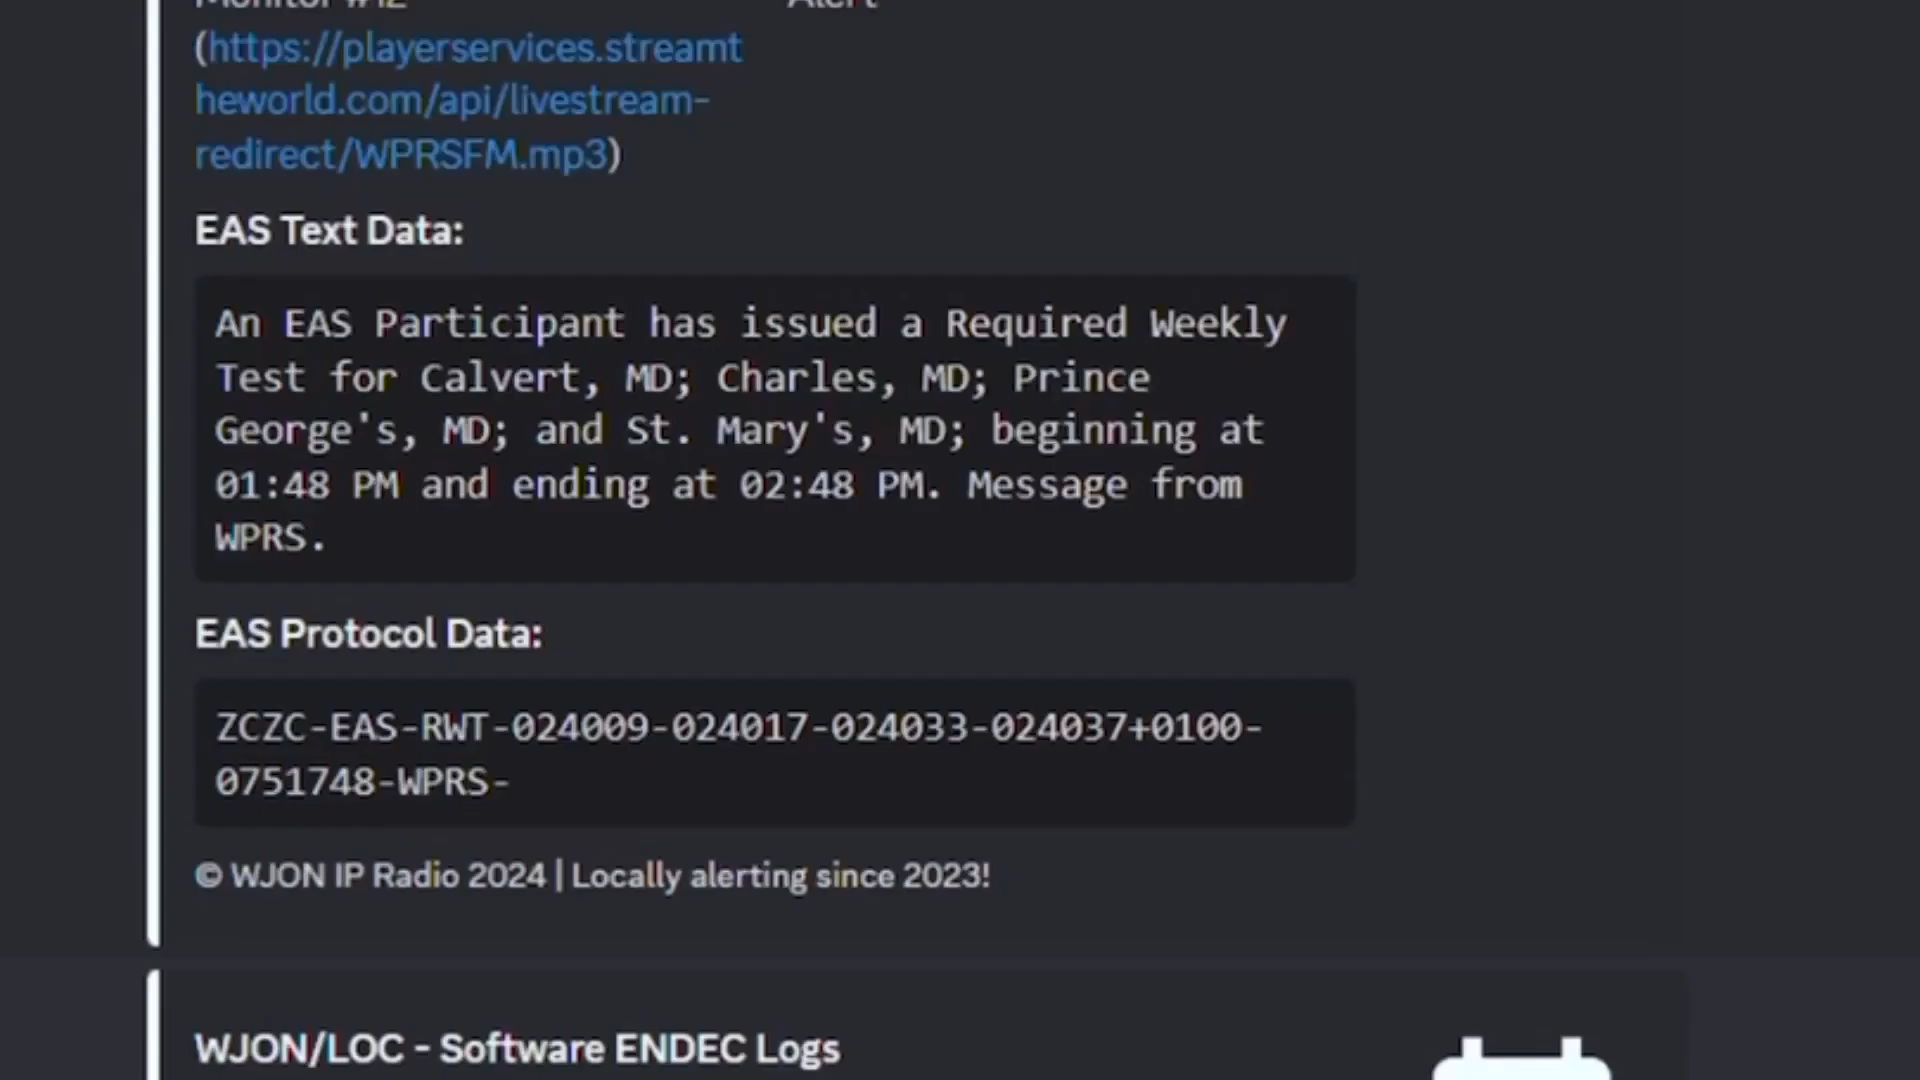 Monitor #12
Alert
(https://playerservices.streamt
heworld.com/api/livestream-
redirect/WPRSFM.mp3)
EAS Text Data:
An EAS Participant has issued a Required Weekly
Test for Calvert, MD; Charles, MD; Prince
George's, MD; and St. Mary's, MD; beginning at
01:48 PM and ending at 02:48 PM. Message from
WPRS.
EAS Protocol Data:
ZCZC-EAS-RWT-024009-024017-024033-024037+0100-
0751748-WPRS-
© WJON IP Radio 2024 | Locally alerting since 2023!
WJON/LOC - Software ENDEC Logs